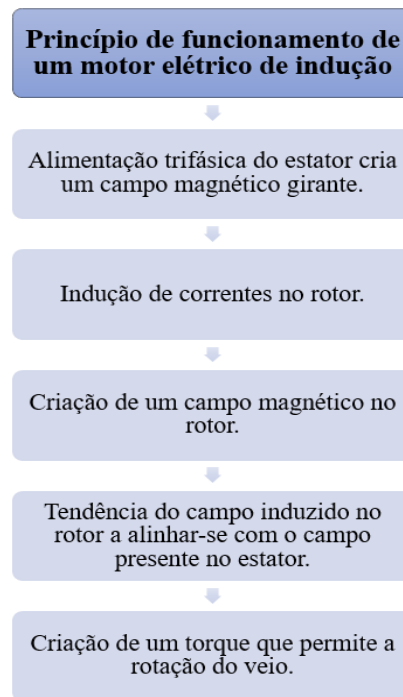 Princípio de funcionamento de
um motor elétrico de indução
Alimentação trifásica do estator cria
um campo magnético girante.
Indução de correntes no rotor.
Criação de um campo magnético no
rotor.
Tendência do campo induzido no
rotor a alinhar-se com o campo
presente no estator.
Criação de um torque que permite a
rotação do veio.